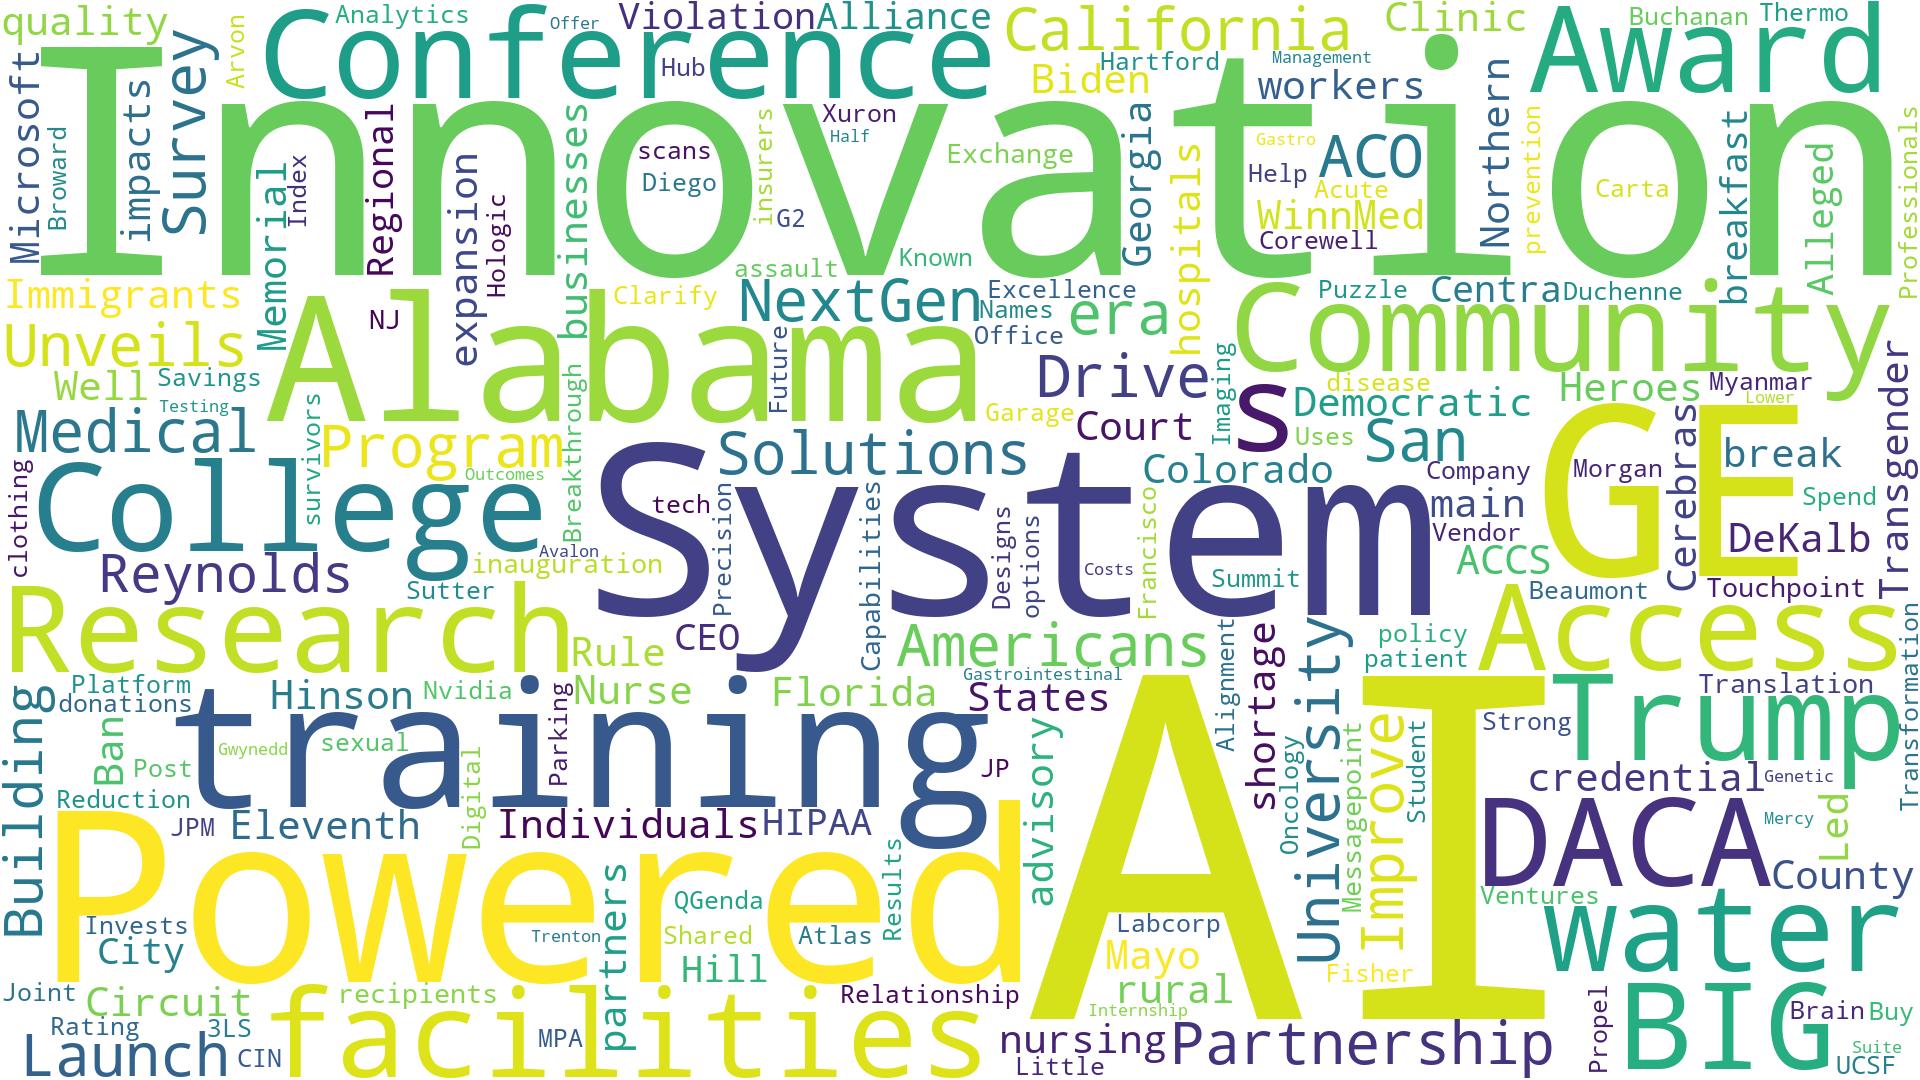 quality
Analytics
Offer
Violation
Alliance
California
Clinic
Buchanan
Thermo
Award
Conference
Arvon
Survey
Microsoft
impacts
Hub
Biden
Hartford
Management
workers
Innovation
Broward
Memorial
Index
Regional
expansion
Hologic
businesses
scans
Diego
insurers
G2
Xuron
Half
Exchange
Known
assault
Georgia
hospitals
Gastro
Help
ACO
Acute
WinnMed
Corewell
Northern
prevention
Carta
breakfast
Alleged
Professionals
Immigrants
Unveils
NJ
Alabama
Clarify
NextGen
Excellence
Names
Office
era
Puzzle
Centra
Duchenne
Community
Well
Savings
Testing
Future
Drive
Imaging
disease
Heroes
Myanmar
Lower
Transgender
Medical
survivors
Program
Outcomes
Breakthrough
Solutions
Garage
Court
s
Democratic
Uses
San
Colorado
Company
GE
Morgan
Cerebras
break
Spend
clothing
College
System
tech
Precision
Capabilities
Designs
options
Francisco
main
Vendor
DeKalb
Reynolds
Avalon
inauguration
Sutter
Costs
Summit
ACCS
Beaumont
Touchpoint
Research
Rule
CEO
Americans
Alignment
shortage
University
policy
patient
Access
Transformation
Building
Platform
donations
Hinson
Nvidia
Parking
Nurse
Florida
Gastrointestinal
States
Translation
Ban
Post
Gwynedd
sexual
training
Digital
JP
advisory
AI
Oncology
Messagepoint
Improve
Student
Strong
Trump
Reduction
JPM
Eleventh
Individuals
HIPAA
credential
Genetic
DACA
Mercy
Led
Powered
partners
QGenda
Results
Labcorp
Ventures
County
Invests
City
Trenton
Shared
Atlas
Hill
Mayo
Fisher
water
Joint
Circuit
recipients
Relationship
rural
Internship
Rating
3LS
Launch
CIN
facilities
MPA
nursing
Little
Partnership
Propel
BIG
Brain
Buy
Suite
UCSF